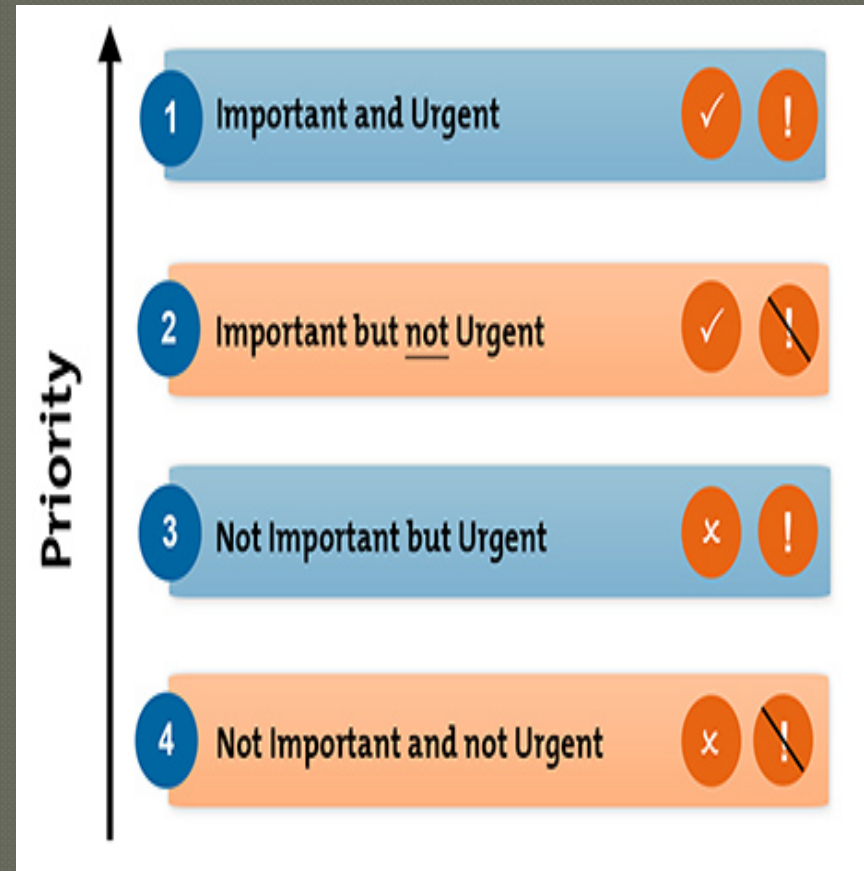 Priority
1 Important and Urgent ✓ !
2 Important but not Urgent ✓ !
3 Not Important but Urgent x !
4 Not Important and not Urgent x !